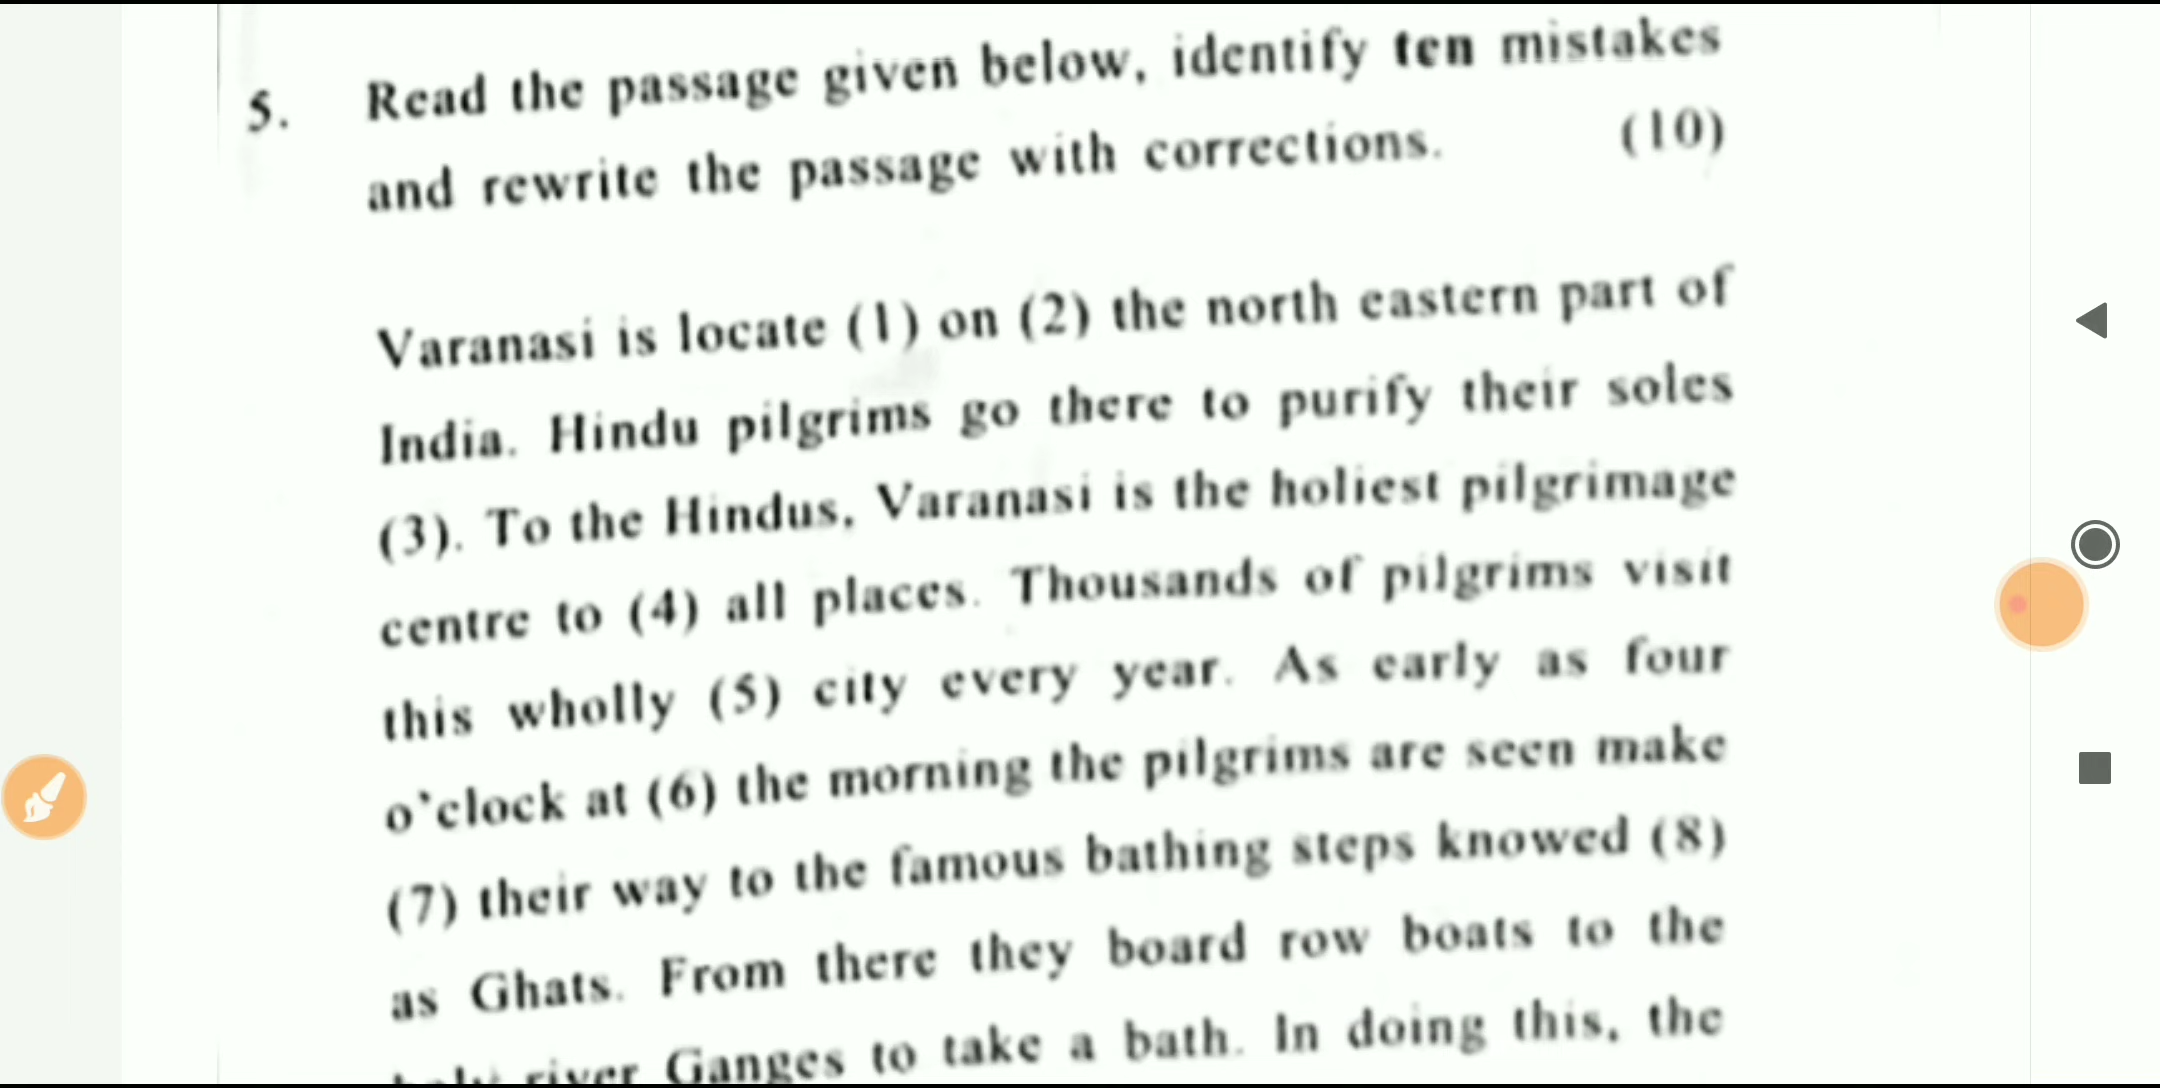 5. Read the passage given below, identify ten mistakes
and rewrite the passage with corrections. (10)
Varanasi is locate (1) on (2) the north eastern part of
India. Hindu pilgrims go there to purify their soles
(3). To the Hindus, Varanasi is the holiest pilgrimage
centre to (4) all places. Thousands of pilgrims visit
this wholly (5) city every year. As early as four
o'clock at (6) the morning the pilgrims are seen make
(7) their way to the famous bathing steps knowed (8)
as Ghats. From there they board row boats to the
river Ganges to take a bath. In doing this, the